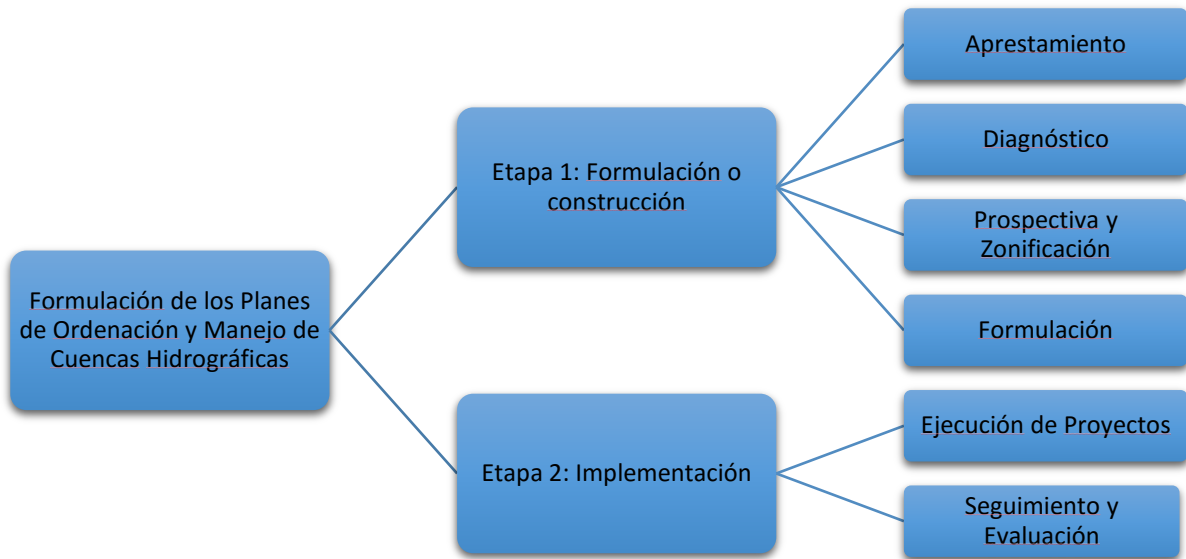 Formulación de los Planes
de Ordenación y Manejo de
Cuencas Hidrográficas
Etapa 1: Formulación o
construcción
Aprestamiento
Diagnóstico
Prospectiva y
Zonificación
Formulación
Etapa 2: Implementación
Ejecución de Proyectos
Seguimiento y
Evaluación